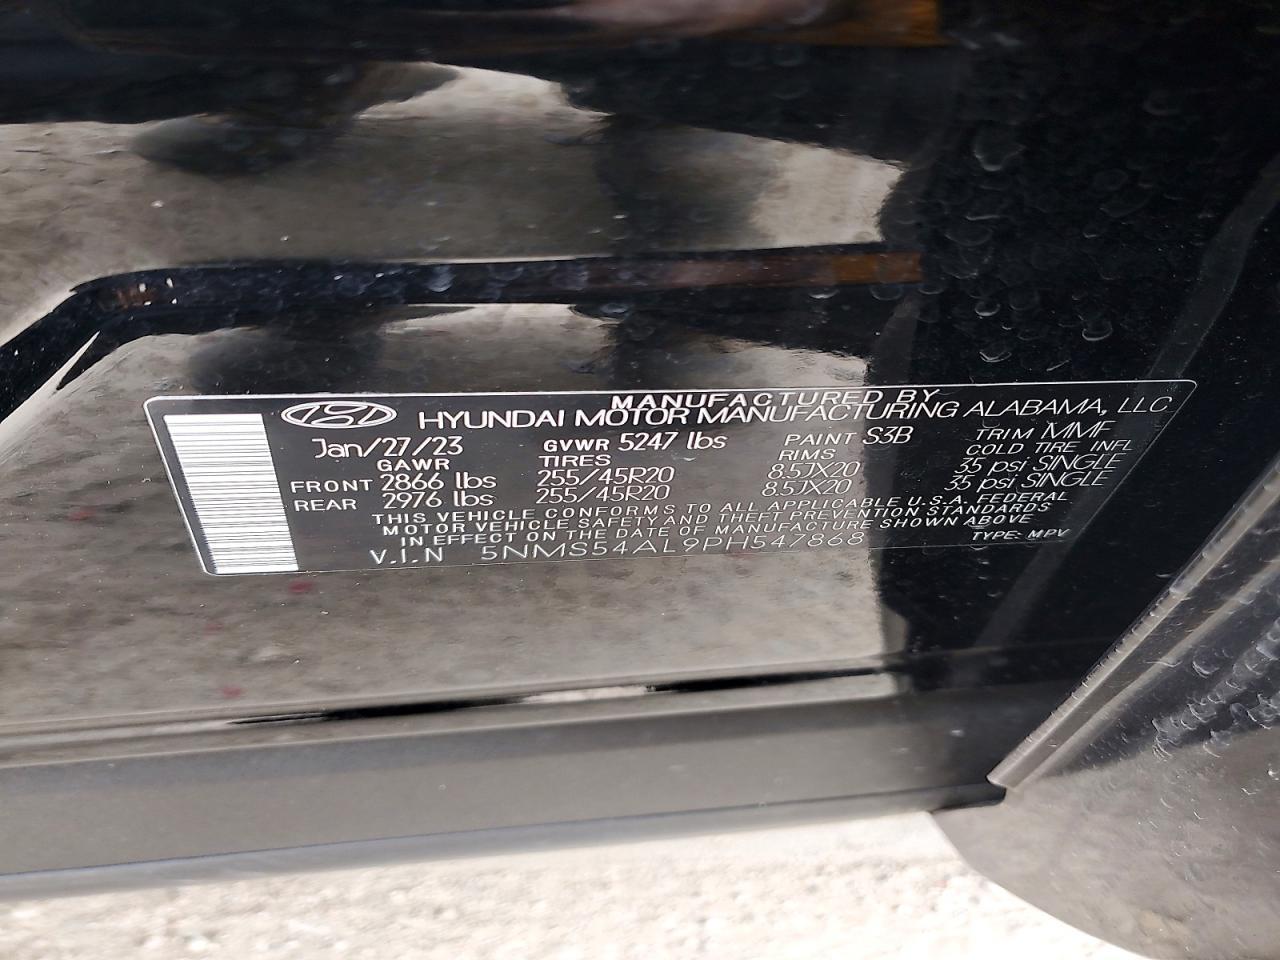 MANUFACTURED BY
HYUNDAI MOTOR MANUFACTURING ALABAMA, LLC
Jan/27/23 GVWR 5247 lbs PAINT S3B TRIM MMF
GAWR TIRES RIMS COLD TIRE INFL
FRONT 2866 lbs 255/45R20 8.5JX20 35 psi SINGLE
REAR 2976 lbs 255/45R20 8.5JX20 35 psi SINGLE
THIS VEHICLE CONFORMS TO ALL APPLICABLE U.S.A. FEDERAL
MOTOR VEHICLE SAFETY AND THEFT PREVENTION STANDARDS
IN EFFECT ON THE DATE OF MANUFACTURE SHOWN ABOVE
V.I.N 5NMS54AL9PH547868 TYPE: MPV